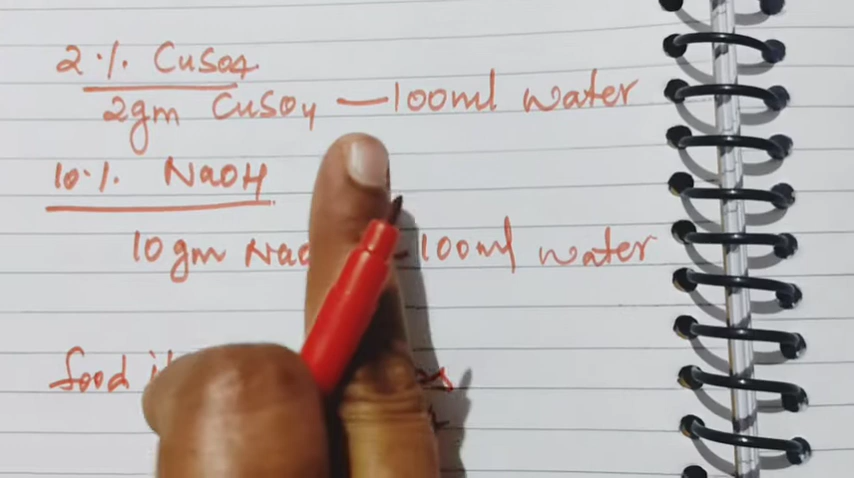 2 ·/. CuSO4
2gm CuSO4 — 100ml water
10·/. NaOH
10gm 100ml water
food